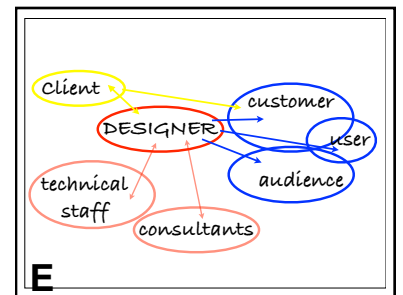 Client
customer
DESIGNER
user
technical
staff
audience
consultants
E